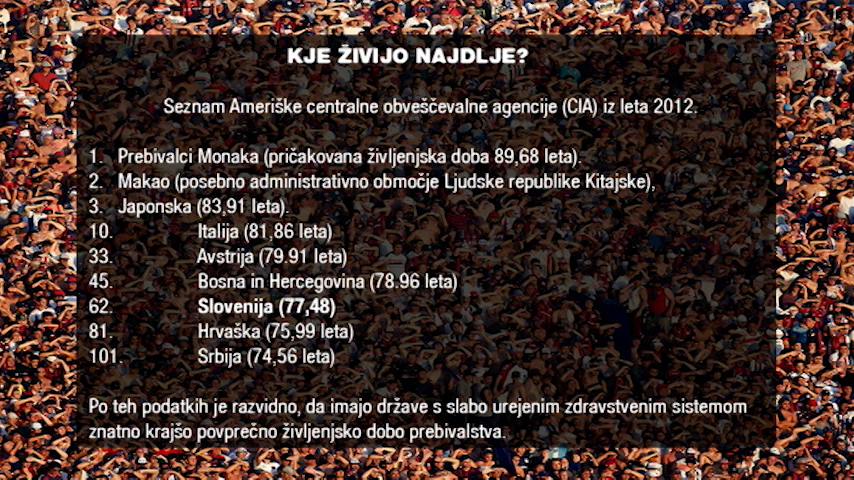 KJE ŽIVIJO NAJDLJE?
Seznam Ameriške centralne obveščevalne agencije (CIA) iz leta 2012.
1. Prebivalci Monaka (pričakovana življenjska doba 89,68 leta).
2. Makao (posebno administrativno območje Ljudske republike Kitajske),
3. Japonska (83,91 leta).
10. Italija (81,86 leta)
33. Avstrija (79.91 leta)
45. Bosna in Hercegovina (78.96 leta)
62. Slovenija (77,48)
81. Hrvaška (75,99 leta)
101. Srbija (74,56 leta)
Po teh podatkih je razvidno, da imajo države s slabo urejenim zdravstvenim sistemom
znatno krajšo povprečno življenjsko dobo prebivalstva.